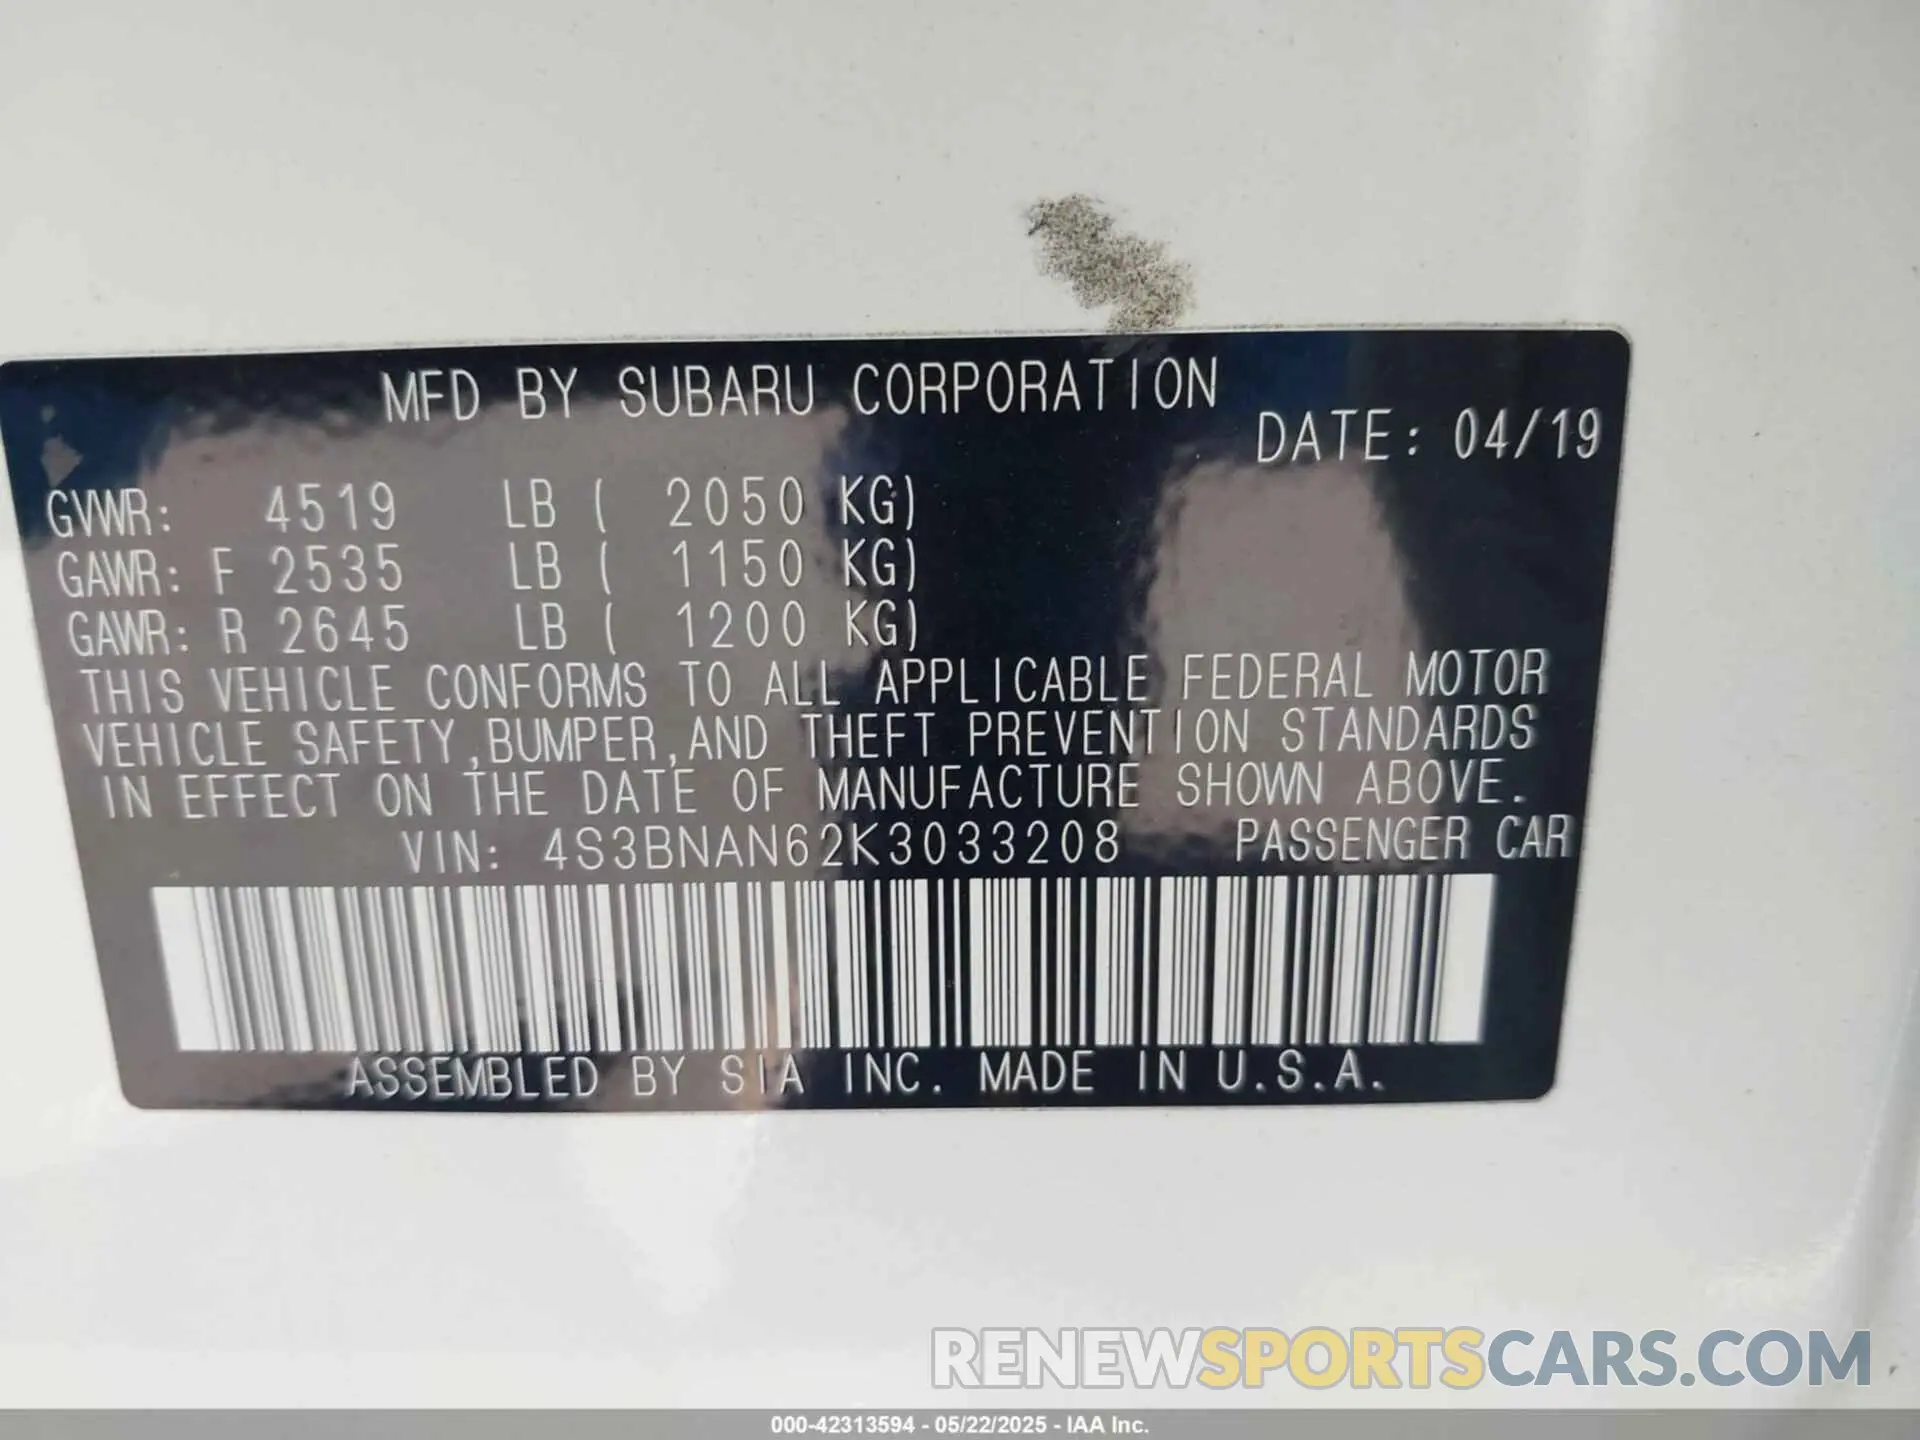 MFD BY SUBARU CORPORATION
DATE: 04/19
GVWR: 4519 LB ( 2050 KG)
GAWR: F 2535 LB ( 1150 KG)
GAWR: R 2645 LB ( 1200 KG)
THIS VEHICLE CONFORMS TO ALL APPLICABLE FEDERAL MOTOR
VEHICLE SAFETY,BUMPER,AND THEFT PREVENTION STANDARDS
IN EFFECT ON THE DATE OF MANUFACTURE SHOWN ABOVE.
VIN: 4S3BNAN62K3033208 PASSENGER CAR
ASSEMBLED BY SIA INC. MADE IN U.S.A.
RENEWSPORTSCARS.COM
000-42313594 - 05/22/2025 - IAA Inc.